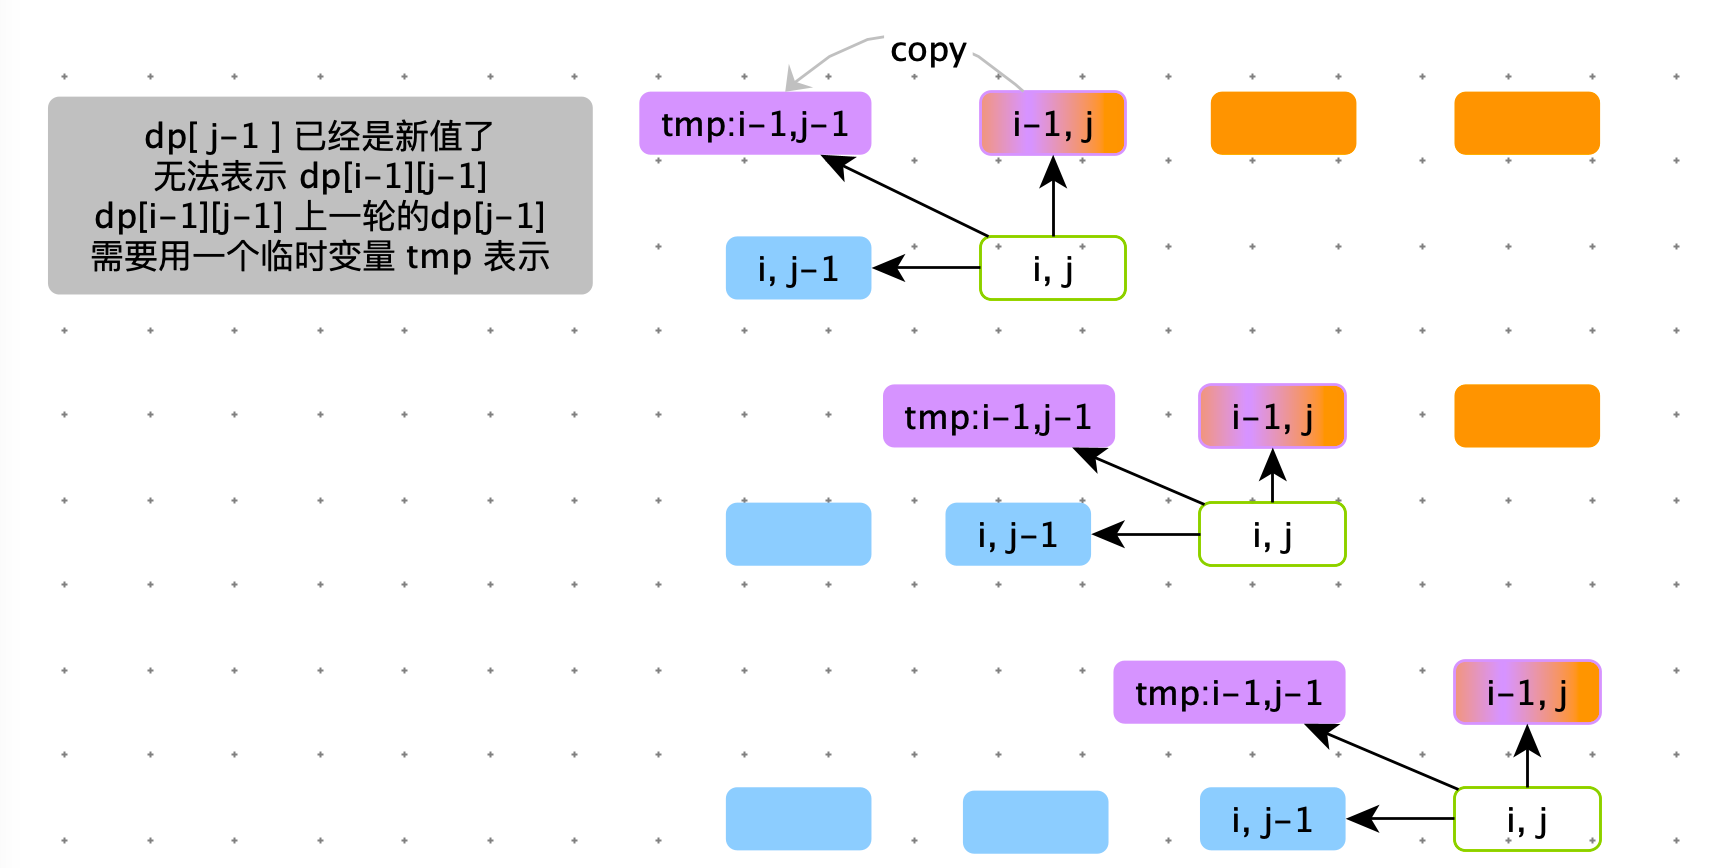 copy
tmp:i-1,j-1
i-1, j
dp[ j-1 ] 已经是新值了
无法表示 dp[i-1][j-1]
dp[i-1][j-1] 上一轮的dp[j-1]
需要用一个临时变量 tmp 表示
i, j-1
i, j
tmp:i-1,j-1
i-1, j
i, j-1
i, j
tmp:i-1,j-1
i-1, j
i, j-1
i, j